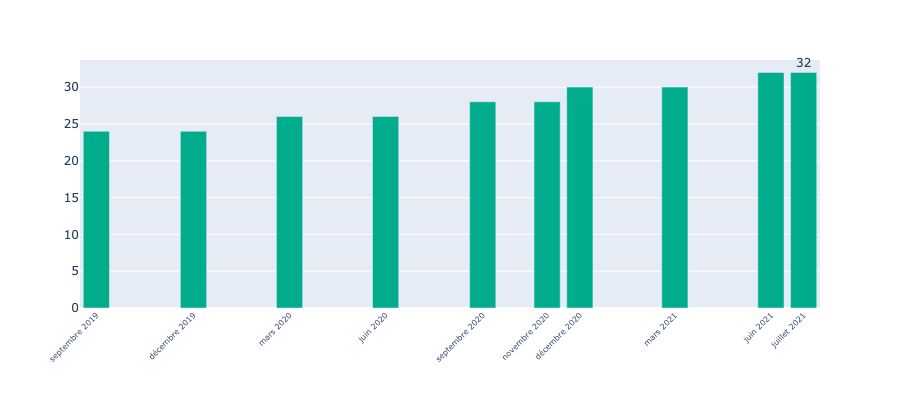 32
30
25
20
15
10
5
0
septembre 2019
décembre 2019
mars 2020
juin 2020
septembre 2020
novembre 2020
décembre 2020
mars 2021
juin 2021
juillet 2021